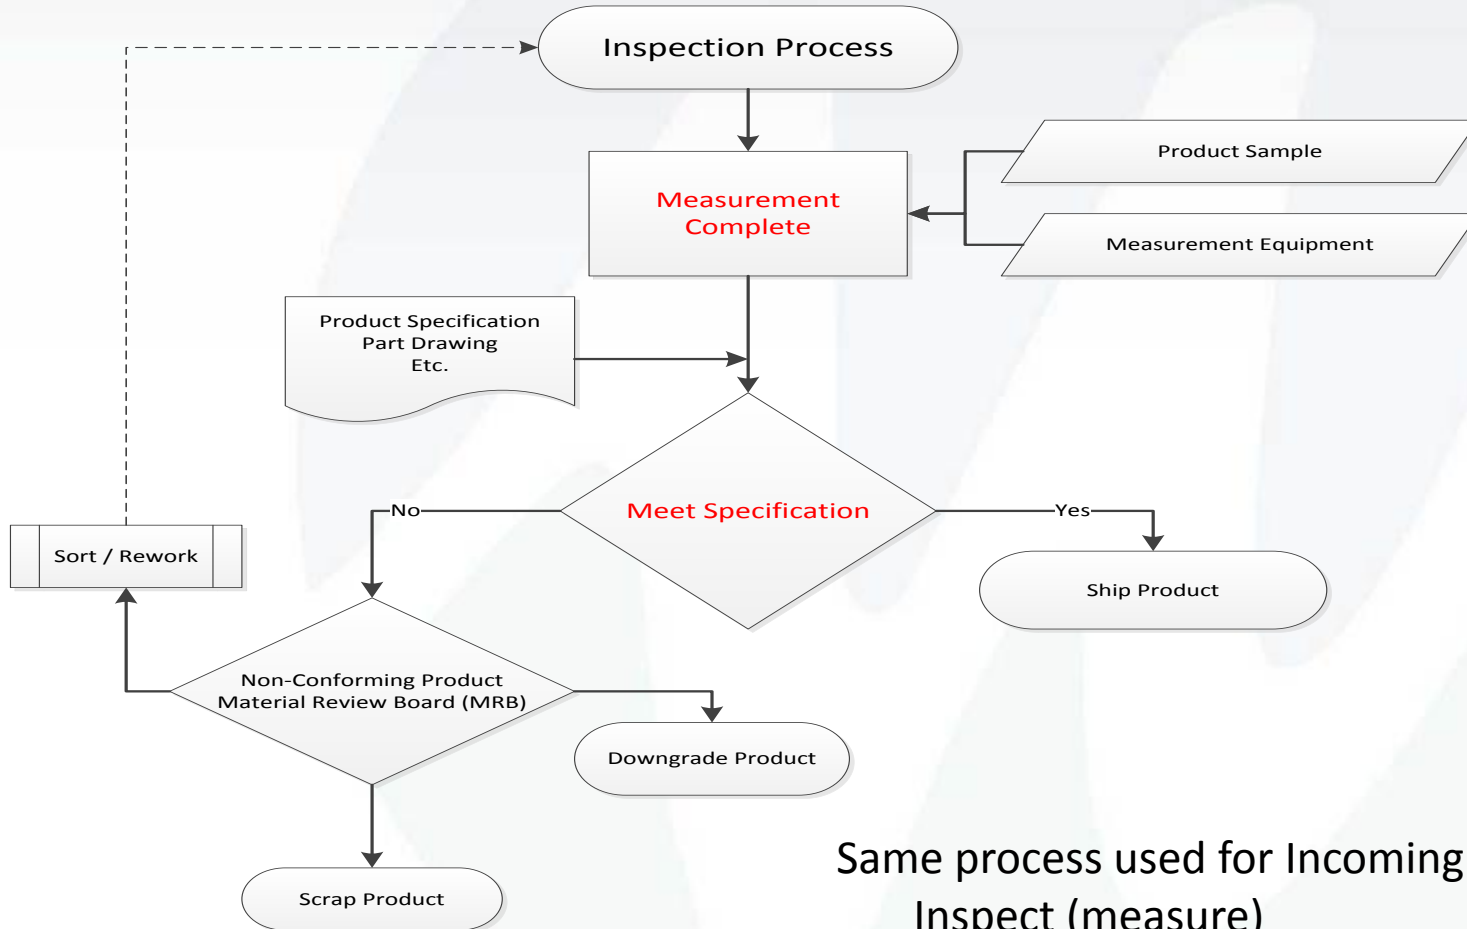 Inspection Process
Product Sample
Measurement
Complete
Measurement Equipment
Product Specification
Part Drawing
Etc.
No
Meet Specification
Yes
Sort / Rework
Ship Product
Non-Conforming Product
Material Review Board (MRB)
Downgrade Product
Scrap Product
Same process used for Incoming
Inspect (measure)